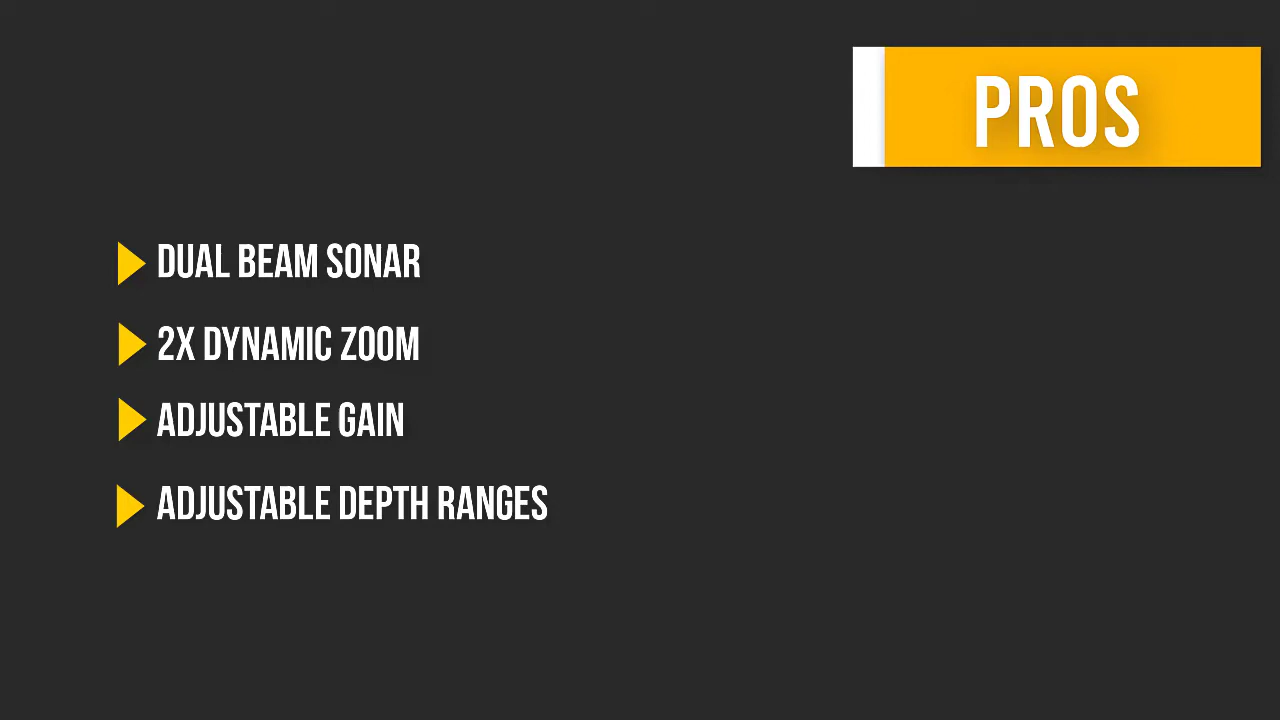 PROS
DUAL BEAM SONAR
2X DYNAMIC ZOOM
ADJUSTABLE GAIN
ADJUSTABLE DEPTH RANGES